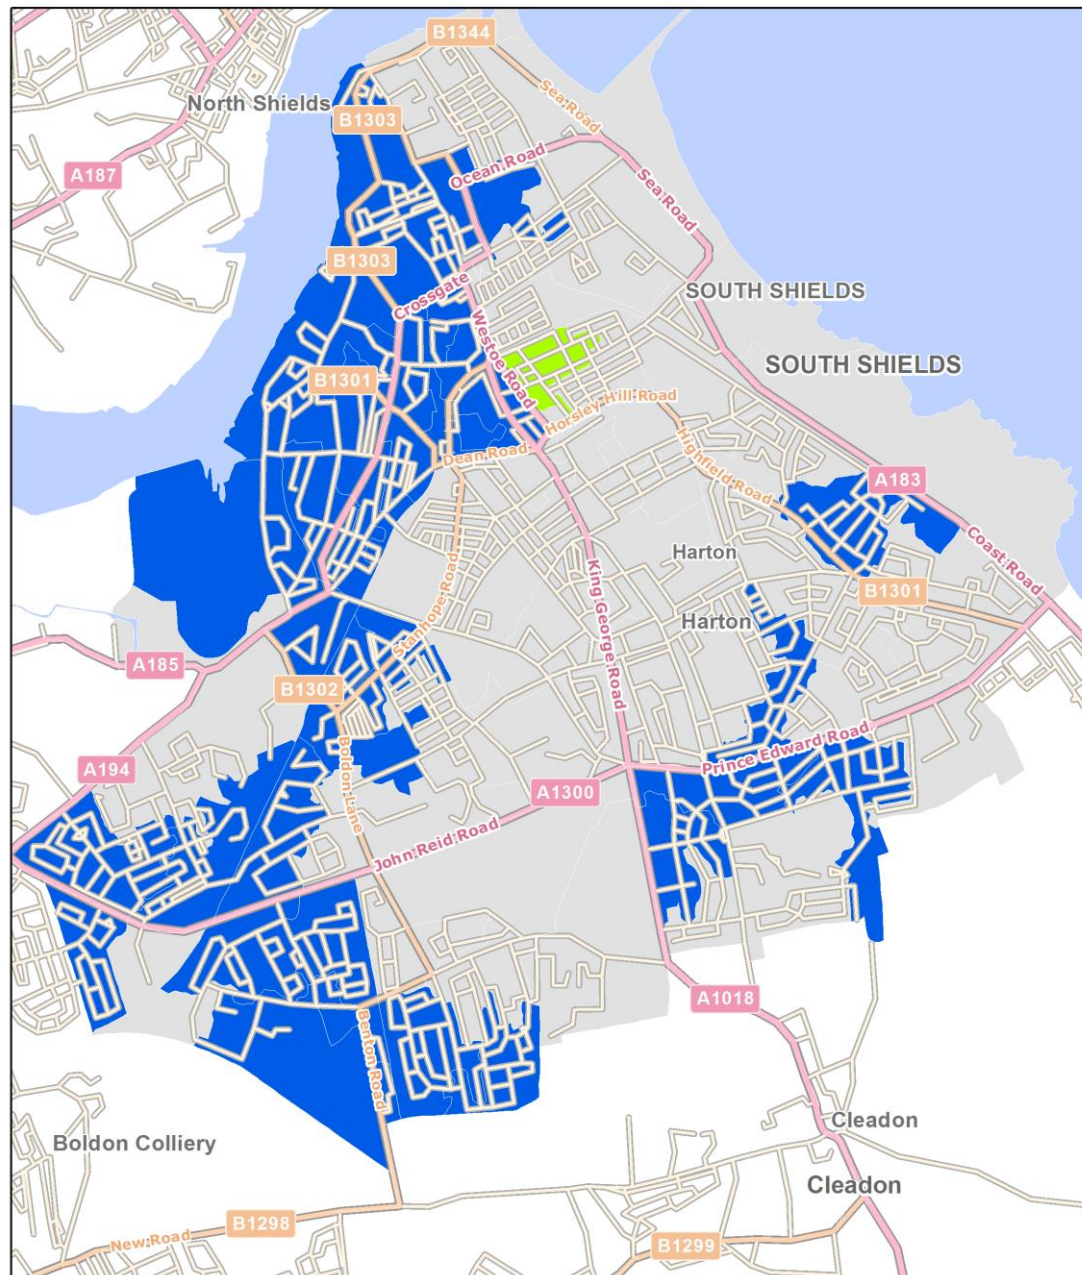 B1344
Sea Road
North Shields
B1303
Ocean Road
A187
Sea Road
B1303
SOUTH SHIELDS
Crossgate
Westoe Road
SOUTH SHIELDS
B1301
Horsley Hill Road
Dean Road
Highfield Road
A183
Coast Road
Harton
King George Road
B1301
Stanhope Road
Harton
A185
B1302
Boldon Lane
Prince Edward Road
A194
A1300
John Reid Road
A1018
Benton Road
Boldon Colliery
Cleadon
Cleadon
B1298
New Road
B1299